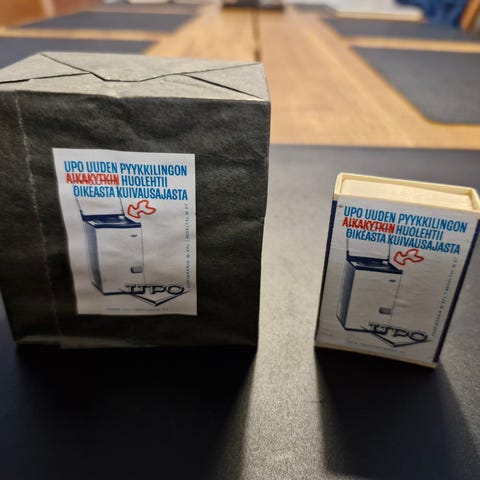 UPO UUDEN PYYKKILINGON
AIKAKYTKIN HUOLEHTII
OIKEASTA KUIVAUSAJASTA
UPO
UPO UUDEN PYYKKILINGON
AIKAKYTKIN HUOLEHTII
OIKEASTA KUIVAUSAJASTA
UPO